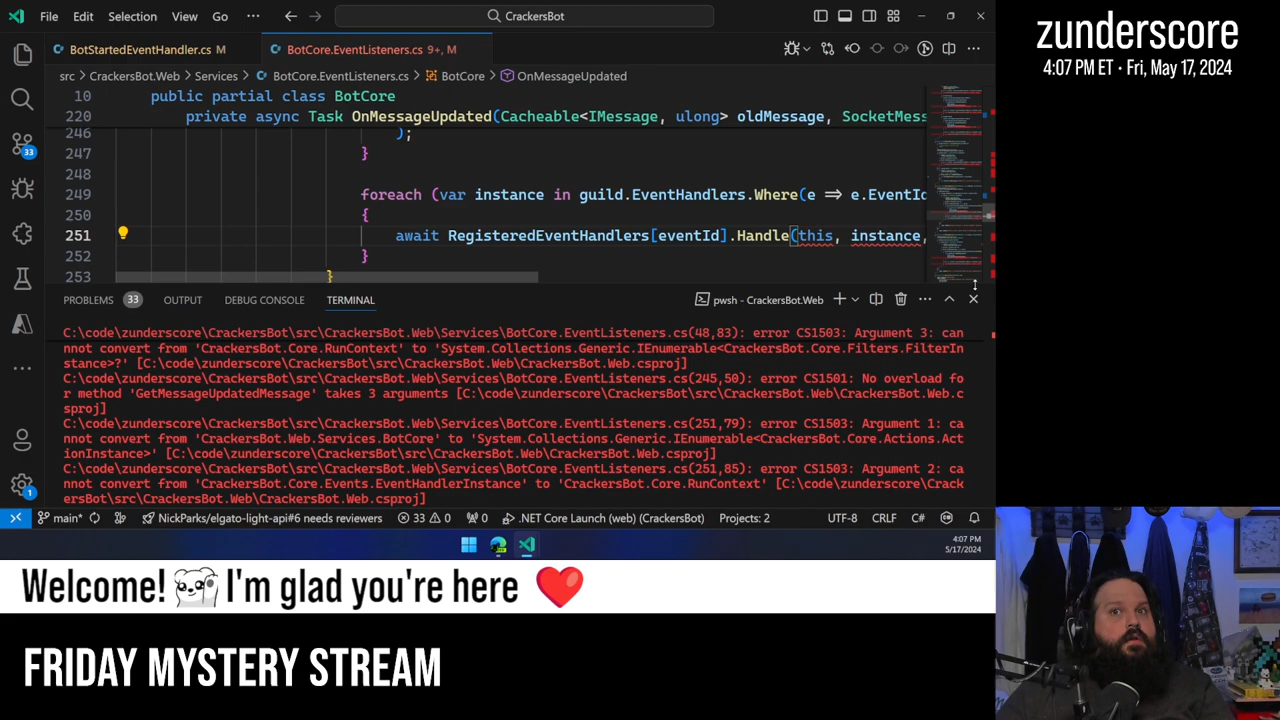 File Edit Selection View Go ··· CrackersBot
zunderscore
4:07 PM ET · Fri, May 17, 2024
BotStartedEventHandler.cs M BotCore.EventListeners.cs 9+, M
src > CrackersBot.Web > Services > BotCore.EventListeners.cs > BotCore > OnMessageUpdated
10 public partial class BotCore
220 private async Task OnMessageUpdated(Cacheable<IMessage, ulong> oldMessage, SocketMess
246 );
247 }
248
249 foreach (var instance in guild.EventHandlers.Where(e => e.EventId
250 {
251 await RegisteredEventHandlers[eventId].Handle(this, instance,
252 }
253 }
PROBLEMS 33 OUTPUT DEBUG CONSOLE TERMINAL pwsh - CrackersBot.Web
C:\code\zunderscore\CrackersBot\src\CrackersBot.Web\Services\BotCore.EventListeners.cs(48,83): error CS1503: Argument 3: can
nnot convert from 'CrackersBot.Core.RunContext' to 'System.Collections.Generic.IEnumerable<CrackersBot.Core.Filters.FilterIn
stance>?' [C:\code\zunderscore\CrackersBot\src\CrackersBot.Web\CrackersBot.Web.csproj]
C:\code\zunderscore\CrackersBot\src\CrackersBot.Web\Services\BotCore.EventListeners.cs(245,50): error CS1501: No overload fo
r method 'GetMessageUpdatedMessage' takes 3 arguments [C:\code\zunderscore\CrackersBot\src\CrackersBot.Web\CrackersBot.Web.c
sproj]
C:\code\zunderscore\CrackersBot\src\CrackersBot.Web\Services\BotCore.EventListeners.cs(251,79): error CS1503: Argument 1: ca
nnot convert from 'CrackersBot.Web.Services.BotCore' to 'System.Collections.Generic.IEnumerable<CrackersBot.Core.Actions.Act
ionInstance>' [C:\code\zunderscore\CrackersBot\src\CrackersBot.Web\CrackersBot.Web.csproj]
C:\code\zunderscore\CrackersBot\src\CrackersBot.Web\Services\BotCore.EventListeners.cs(251,85): error CS1503: Argument 2: ca
nnot convert from 'CrackersBot.Core.Events.EventHandlerInstance' to 'CrackersBot.Core.RunContext' [C:\code\zunderscore\Crack
ersBot\src\CrackersBot.Web\CrackersBot.Web.csproj]
33
1
main* NickParks/elgato-light-api#6 needs reviewers 33 0 0 .NET Core Launch (web) (CrackersBot) Projects: 2 UTF-8 CRLF C#
4:07 PM
5/17/2024
Welcome! I'm glad you're here
FRIDAY MYSTERY STREAM